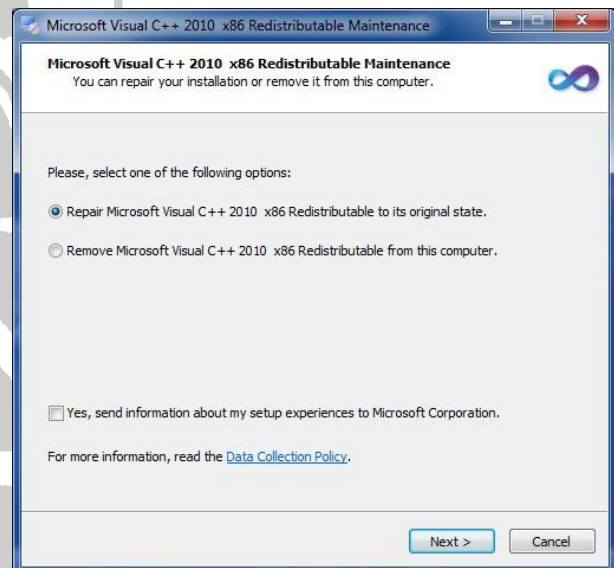 Microsoft Visual C++ 2010 x86 Redistributable Maintenance
Microsoft Visual C++ 2010 x86 Redistributable Maintenance
You can repair your installation or remove it from this computer.
Please, select one of the following options:
Repair Microsoft Visual C++ 2010 x86 Redistributable to its original state.
Remove Microsoft Visual C++ 2010 x86 Redistributable from this computer.
Yes, send information about my setup experiences to Microsoft Corporation.
For more information, read the Data Collection Policy.
Next > Cancel